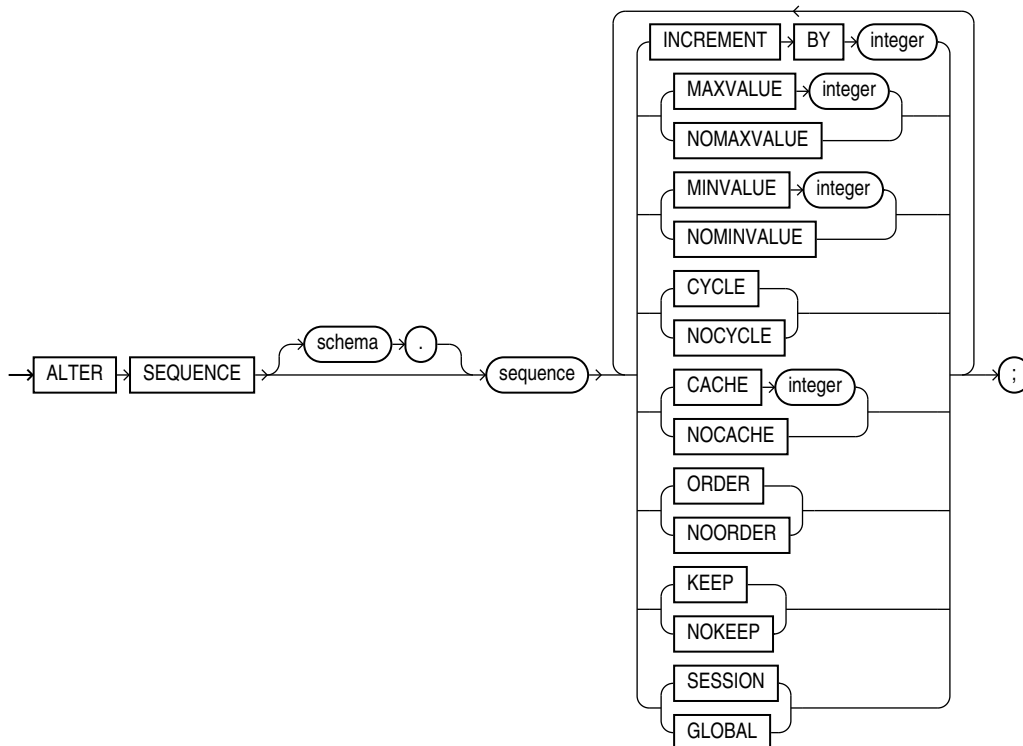 INCREMENT BY integer
MAXVALUE integer
NOMAXVALUE
MINVALUE integer
NOMINVALUE
CYCLE
NOCYCLE
schema .
ALTER SEQUENCE sequence ;
CACHE integer
NOCACHE
ORDER
NOORDER
KEEP
NOKEEP
SESSION
GLOBAL